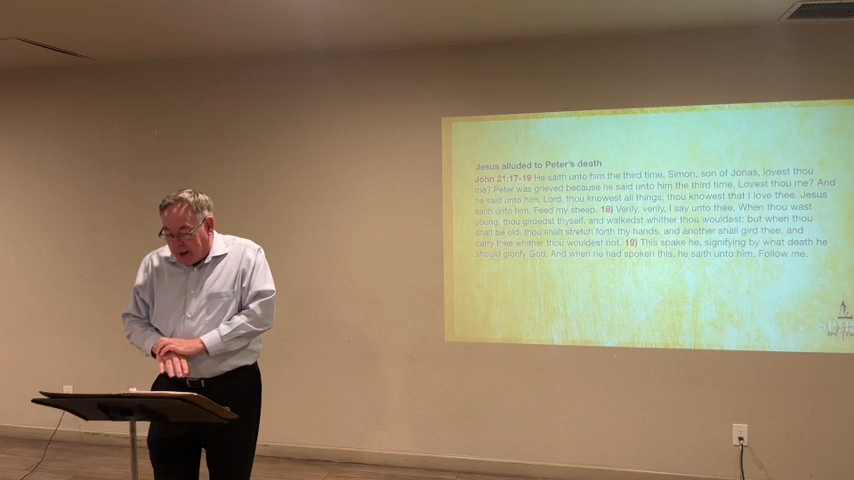 Jesus alluded to Peter's death
John 21:17-19 He saith unto him the third time, Simon, son of Jonas, lovest thou
me? Peter was grieved because he said unto him the third time, Lovest thou me? And
he said unto him, Lord, thou knowest all things; thou knowest that I love thee. Jesus
saith unto him, Feed my sheep. 18) Verily, verily, I say unto thee, When thou wast
young, thou girdedst thyself, and walkedst whither thou wouldest: but when thou
shalt be old, thou shalt stretch forth thy hands, and another shall gird thee, and
carry thee whither thou wouldest not. 19) This spake he, signifying by what death he
should glorify God. And when he had spoken this, he saith unto him, Follow me.